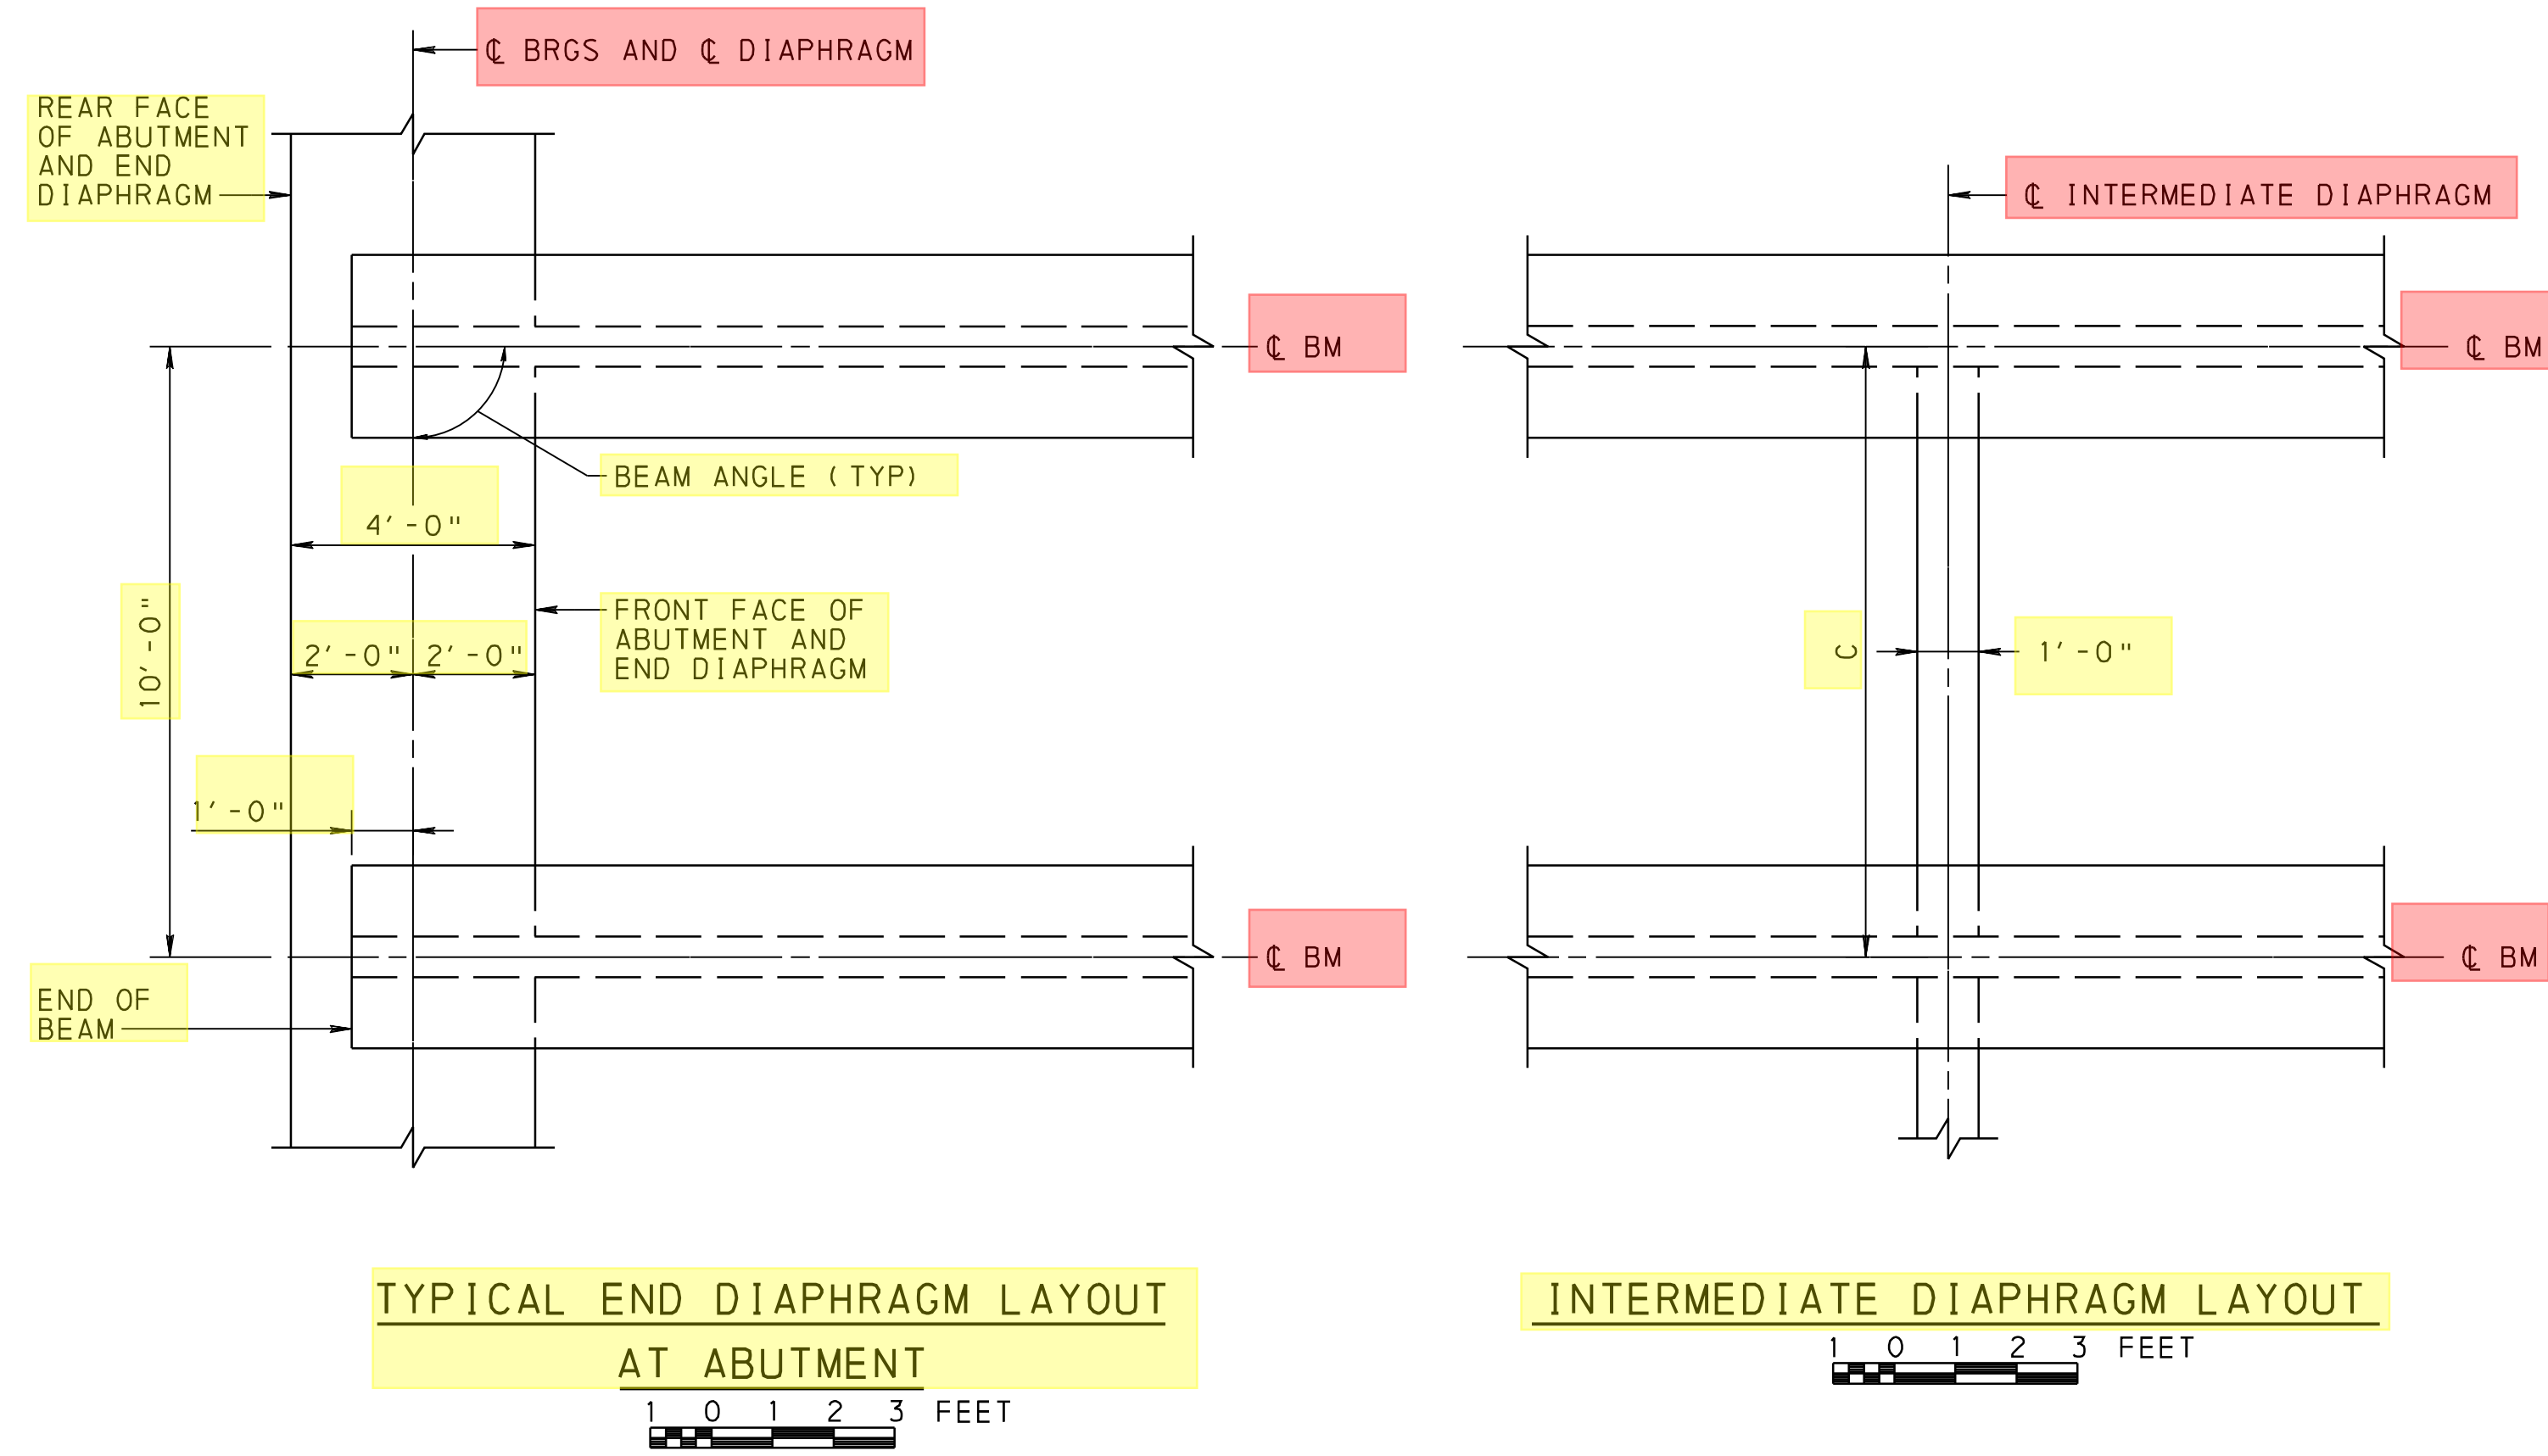 ℄ BRGS AND ℄ DIAPHRAGM
REAR FACE
OF ABUTMENT
AND END
DIAPHRAGM
℄ BM
BEAM ANGLE (TYP)
4'-0"
10'-0"
FRONT FACE OF
ABUTMENT AND
END DIAPHRAGM
2'-0" 2'-0"
1'-0"
℄ BM
END OF
BEAM
TYPICAL END DIAPHRAGM LAYOUT
AT ABUTMENT
1 0 1 2 3 FEET
℄ INTERMEDIATE DIAPHRAGM
℄ BM
C
1'-0"
℄ BM
INTERMEDIATE DIAPHRAGM LAYOUT
1 0 1 2 3 FEET